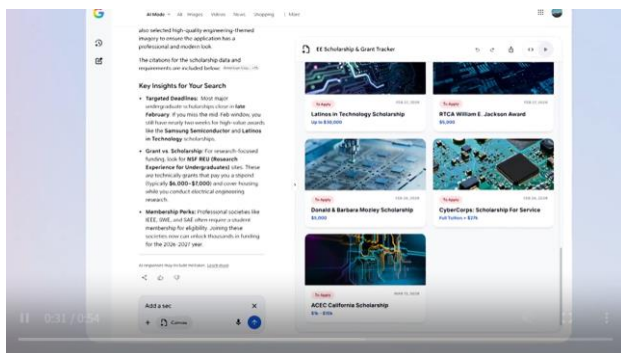 AI Mode All Images Videos News Shopping More
also selected high-quality engineering-themed
imagery to ensure the application has a
professional and modern look.
The citations for the scholarship data and
requirements are included below.
Key Insights for Your Search
• Targeted Deadlines: Most major
undergraduate scholarships close in late
February. If you miss the mid-Feb window, you
still have nearly two weeks for high-value awards
like the Samsung Semiconductor and Latinos
in Technology scholarships.
• Grant vs. Scholarship: For research-focused
funding, look for NSF REU (Research
Experience for Undergraduates) sites. These
are technically grants that pay you a stipend
(typically $6,000-$7,000) and cover housing
while you conduct electrical engineering
research.
• Membership Perks: Professional societies like
IEEE, SWE, and SAE often require a student
membership for eligibility. Joining these
societies now can unlock thousands in funding
for the 2026-2027 year.
AI responses may include mistakes. Learn more
Add a sec
Canvas
EE Scholarship & Grant Tracker
To Apply
Latinos in Technology Scholarship
Up to $30,000
To Apply
RTCA William E. Jackson Award
$5,000
To Apply
Donald & Barbara Mozley Scholarship
$5,000
To Apply
CyberCorps: Scholarship For Service
To Apply
ACEC California Scholarship
0:31 / 0:54